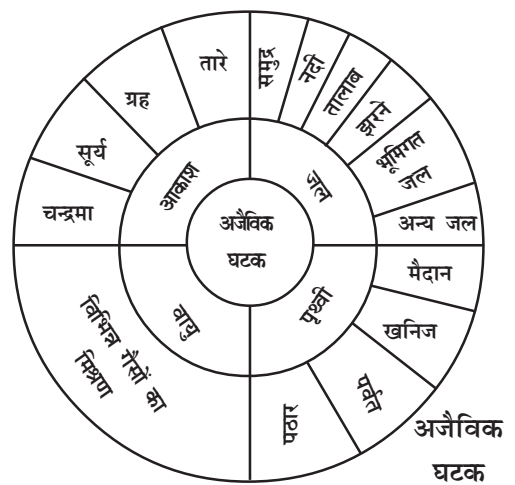 अजैविक
घटक
आकाश
जल
पृथ्वी
वायु
चन्द्रमा
सूर्य
ग्रह
तारे
समुद्र
नदी
तालाब
झरने
भूमिगत
जल
अन्य जल
मैदान
खनिज
पर्वत
पठार
विभिन्न गैसों का
मिश्रण
अजैविक
घटक